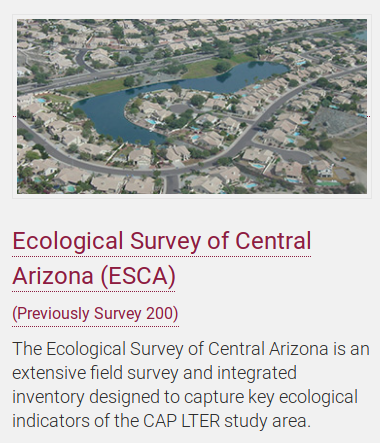 Ecological Survey of Central
Arizona (ESCA)
(Previously Survey 200)
The Ecological Survey of Central Arizona is an
extensive field survey and integrated
inventory designed to capture key ecological
indicators of the CAP LTER study area.